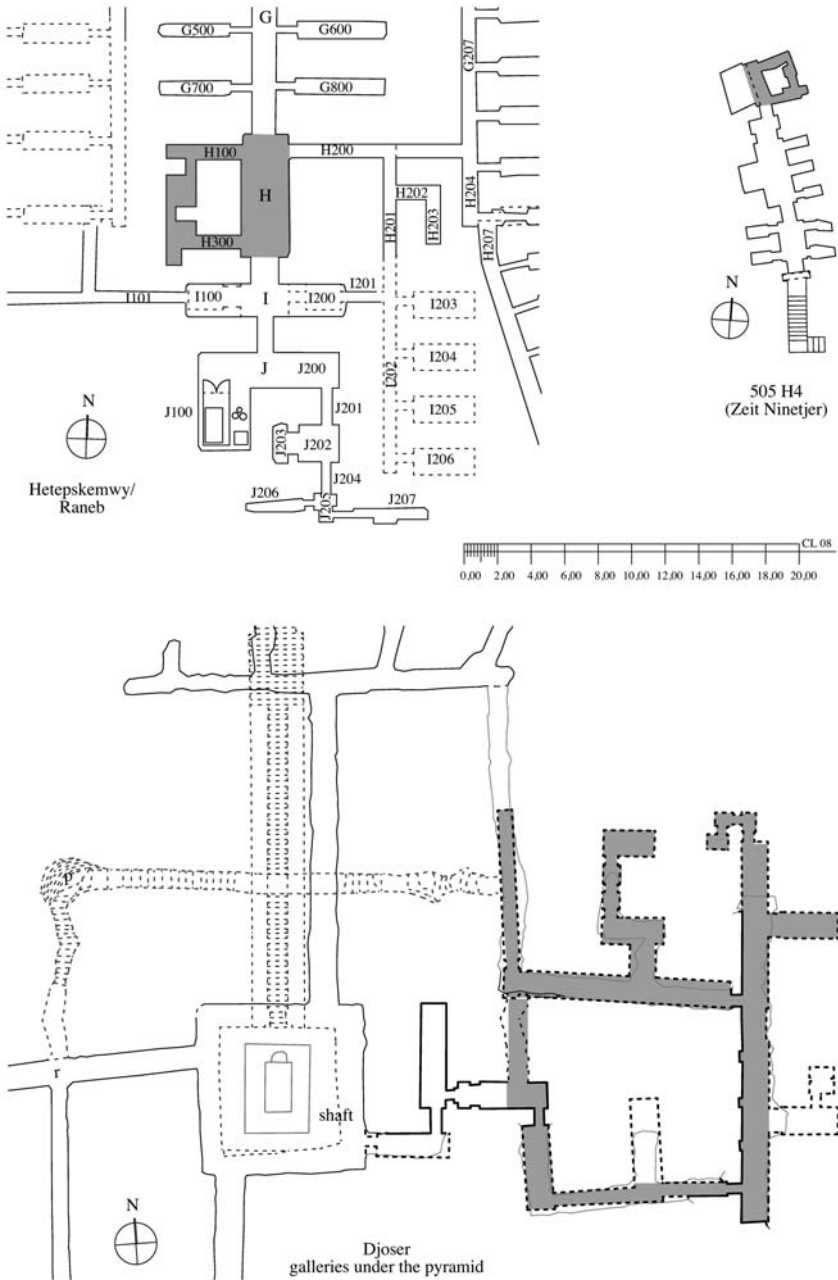 G
G500
G600
G700
G800
G207
H100
H200
H
H202
H201
H203
H204
H300
H207
I201
I101
I100
I
I200
I203
J
J200
I202
I204
J100
J201
I205
J203
J202
J204
I206
J206
J205
J207
N
Hetepskemwy/
Raneb
N
505 H4
(Zeit Ninetjer)
CL 08
0,00 2,00 4,00 6,00 8,00 10,00 12,00 14,00 16,00 18,00 20,00
p
r
shaft
N
Djoser
galleries under the pyramid